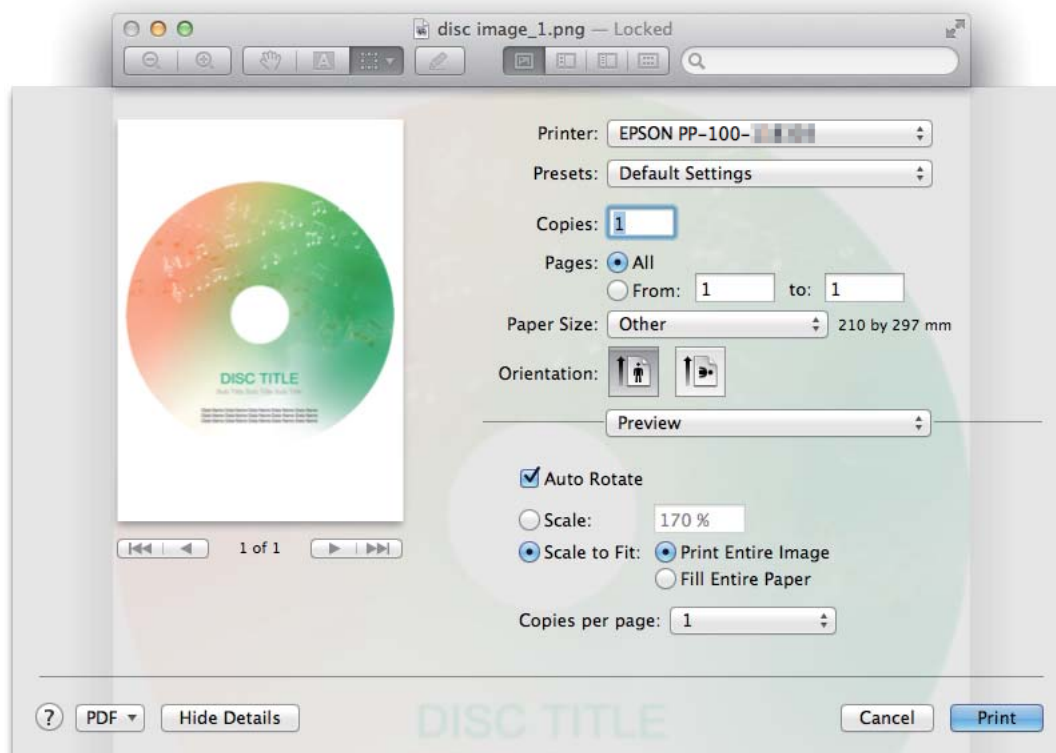 disc image_1.png — Locked
Printer: EPSON PP-100-
Presets: Default Settings
Copies: 1
Pages: All
From: 1 to: 1
Paper Size: Other 210 by 297 mm
Orientation:
Preview
Auto Rotate
Scale: 170 %
Scale to Fit: Print Entire Image
Fill Entire Paper
Copies per page: 1
DISC TITLE
1 of 1
? PDF Hide Details Cancel Print
DISC TITLE